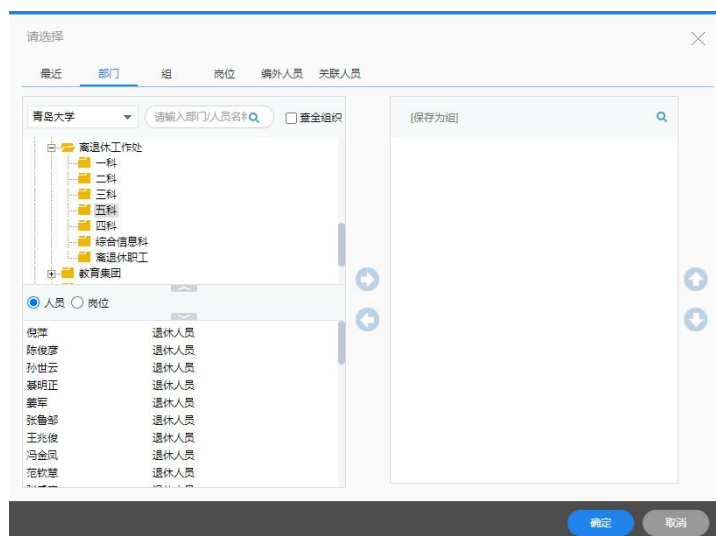 请选择
最近 部门 组 岗位 编外人员 关联人员
青岛大学 请输入部门/人员名称 查全组织
[保存为组]
离退休工作处
一科
二科
三科
五科
四科
综合信息科
离退休职工
教育集团
人员 岗位
倪萍 退休人员
陈俊彦 退休人员
孙世云 退休人员
綦明正 退休人员
姜军 退休人员
张鲁邹 退休人员
王兆俊 退休人员
冯金凤 退休人员
范钦慧 退休人员
确定 取消